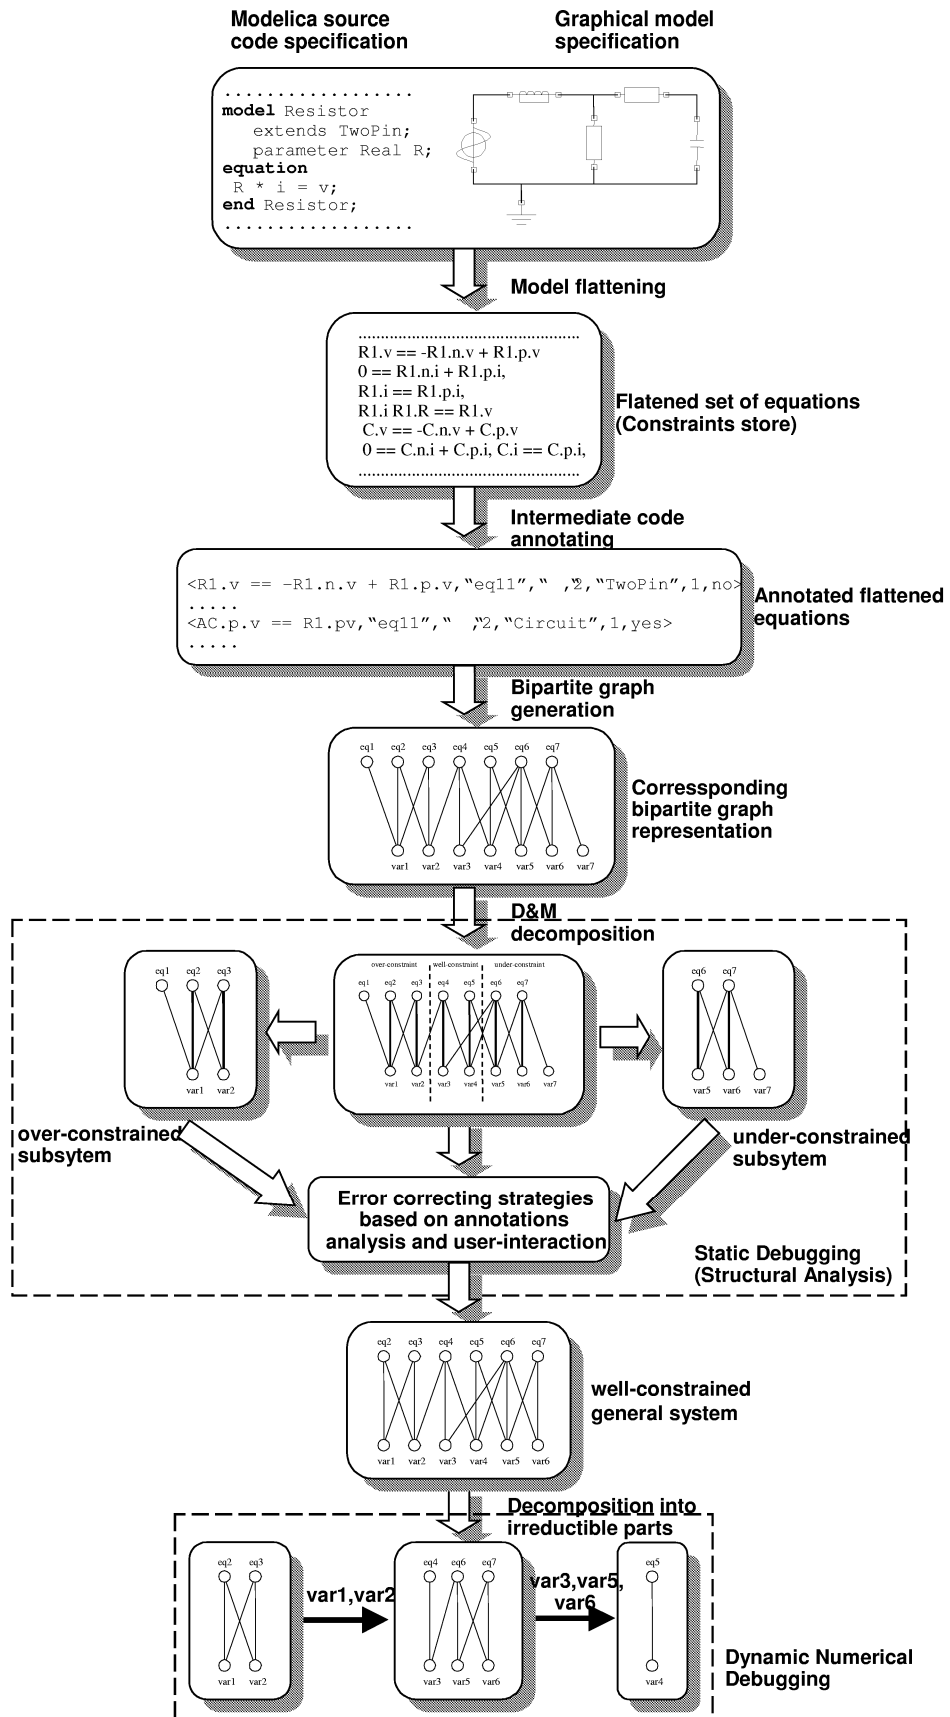 Modelica source
code specification
Graphical model
specification
..................
model Resistor
extends TwoPin;
parameter Real R;
equation
R * i = v;
end Resistor;
..................
Model flattening
R1.v == -R1.n.v + R1.p.v
0 == R1.n.i + R1.p.i,
R1.i == R1.p.i,
R1.i R1.R == R1.v
C.v == -C.n.v + C.p.v
0 == C.n.i + C.p.i, C.i == C.p.i,
Flatened set of equations
(Constraints store)
Intermediate code
annotating
<R1.v == -R1.n.v + R1.p.v,“eq11”,“ ,“2,“TwoPin”,1,no>
.....
<AC.p.v == R1.pv,“eq11”,“ ,“2,“Circuit”,1,yes>
.....
Annotated flattened
equations
Bipartite graph
generation
eq1 eq2 eq3 eq4 eq5 eq6 eq7
var1 var2 var3 var4 var5 var6 var7
Corressponding
bipartite graph
representation
D&M
decomposition
eq1 eq2 eq3
var1 var2
over-constraint well-constraint under-constraint
eq1 eq2 eq3 eq4 eq5 eq6 eq7
var1 var2 var3 var4 var5 var6 var7
eq6 eq7
var5 var6 var7
over-constrained
subsytem
under-constrained
subsytem
Error correcting strategies
based on annotations
analysis and user-interaction
Static Debugging
(Structural Analysis)
eq2 eq3 eq4 eq5 eq6 eq7
var1 var2 var3 var4 var5 var6
well-constrained
general system
Decomposition into
irreductible parts
eq2 eq3
var1 var2
var1,var2
eq4 eq6 eq7
var3 var5 var6
var3,var5,
var6
eq5
var4
Dynamic Numerical
Debugging